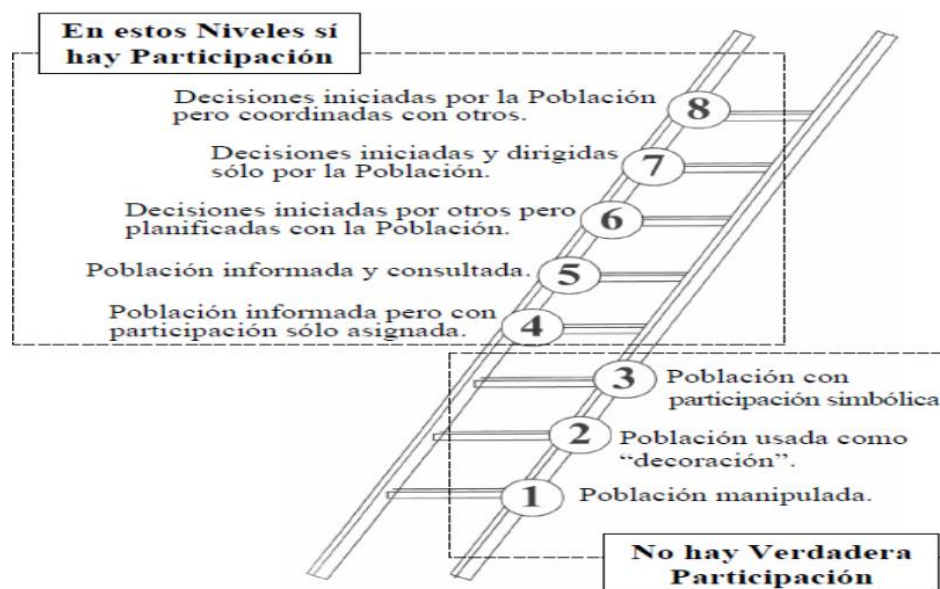 En estos Niveles sí
hay Participación
Decisiones iniciadas por la Población
pero coordinadas con otros.
8
Decisiones iniciadas y dirigidas
sólo por la Población.
7
Decisiones iniciadas por otros pero
planificadas con la Población.
6
Población informada y consultada.
5
Población informada pero con
participación sólo asignada.
4
3
Población con
participación simbólica
2
Población usada como
“decoración”.
1
Población manipulada.
No hay Verdadera
Participación